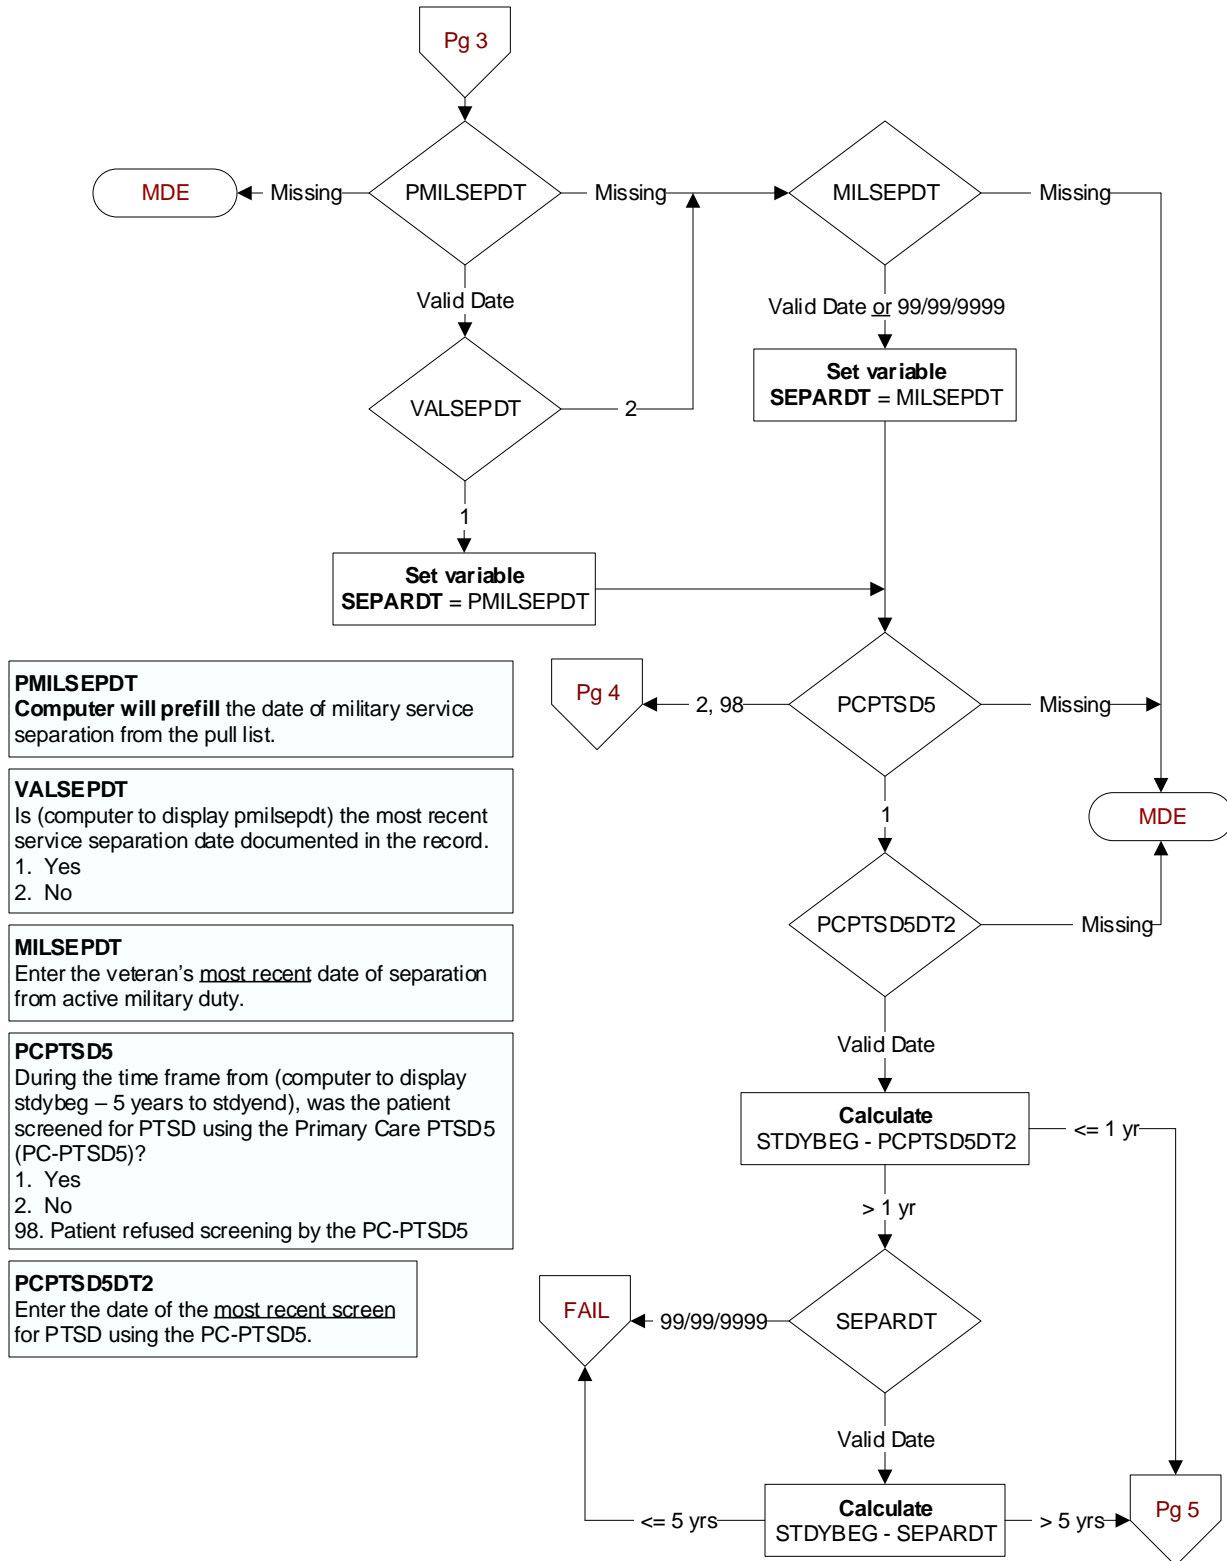 Pg 3
MDE
Missing
PMILSEPDT
Missing
MILSEPDT
Missing
Valid Date
Valid Date or 99/99/9999
VALSEPDT
2
Set variable
SEPARDT = MILSEPDT
1
Set variable
SEPARDT = PMILSEPDT
PMILSEPDT
Computer will prefill the date of military service
separation from the pull list.
VALSEPDT
Is (computer to display pmilsepdt) the most recent
service separation date documented in the record.
1. Yes
2. No
MILSEPDT
Enter the veteran's most recent date of separation
from active military duty.
PCPTSD5
During the time frame from (computer to display
stdybeg – 5 years to stdyend), was the patient
screened for PTSD using the Primary Care PTSD5
(PC-PTSD5)?
1. Yes
2. No
98. Patient refused screening by the PC-PTSD5
PCPTSD5DT2
Enter the date of the most recent screen
for PTSD using the PC-PTSD5.
Pg 4
2, 98
PCPTSD5
Missing
1
MDE
PCPTSD5DT2
Missing
Valid Date
Calculate
STDYBEG - PCPTSD5DT2
<= 1 yr
> 1 yr
FAIL
99/99/9999
SEPARDT
Valid Date
<= 5 yrs
Calculate
STDYBEG - SEPARDT
> 5 yrs
Pg 5